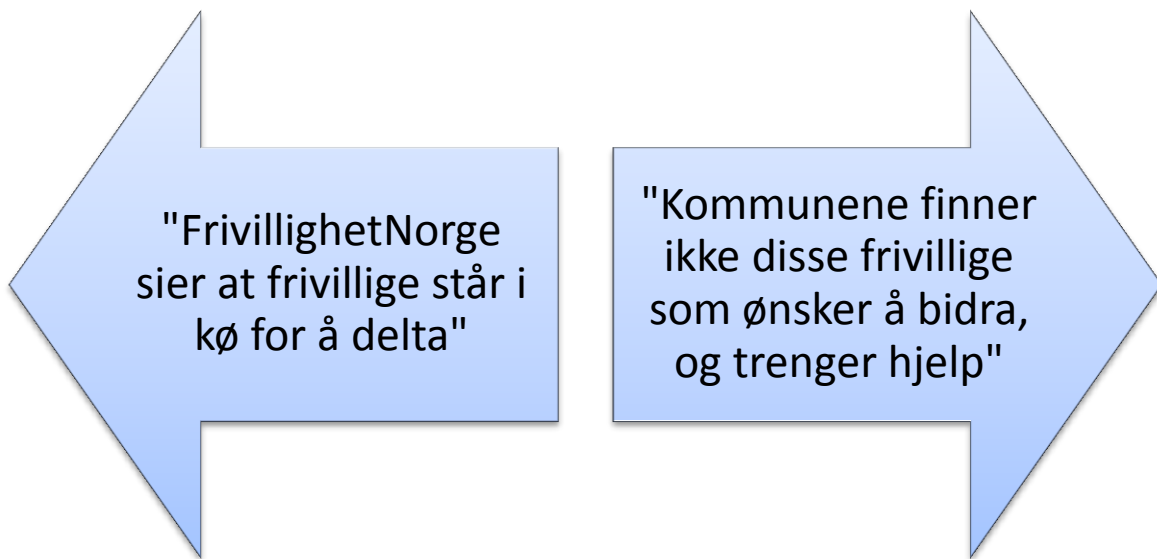 "FrivillighetNorge
sier at frivillige står i
kø for å delta"
"Kommunene finner
ikke disse frivillige
som ønsker å bidra,
og trenger hjelp"